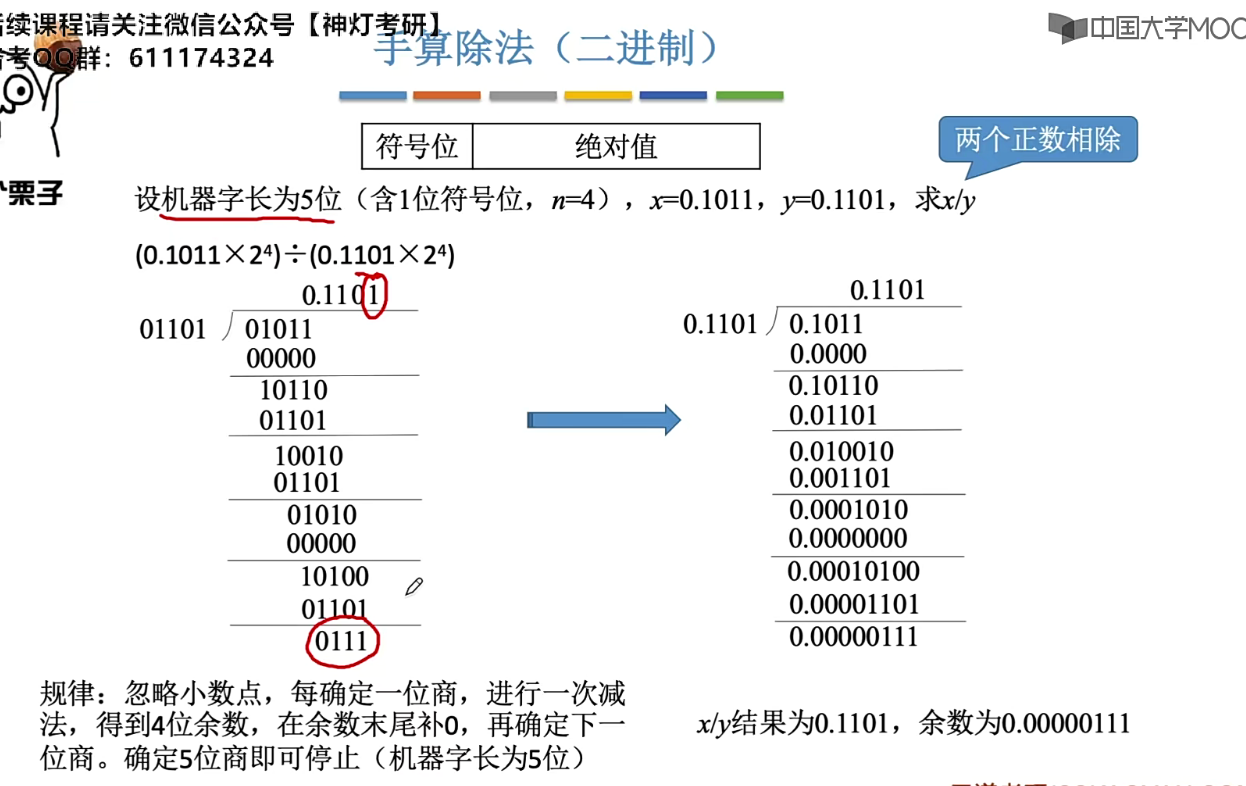 续课程请关注微信公众号【神灯考研】
考QQ群：611174324
手算除法（二进制）
中国大学MOO
符号位 绝对值
两个正数相除
栗子
设机器字长为5位（含1位符号位，n=4），x=0.1011，y=0.1101，求x/y
(0.1011×2⁴)÷(0.1101×2⁴)
0.1101
01101 01011
00000
10110
01101
10010
01101
01010
00000
10100
01101
0111
0.1101
0.1101 0.1011
0.0000
0.10110
0.01101
0.010010
0.001101
0.0001010
0.0000000
0.00010100
0.00001101
0.00000111
规律：忽略小数点，每确定一位商，进行一次减
法，得到4位余数，在余数末尾补0，再确定下一
位商。确定5位商即可停止（机器字长为5位）
x/y结果为0.1101，余数为0.00000111